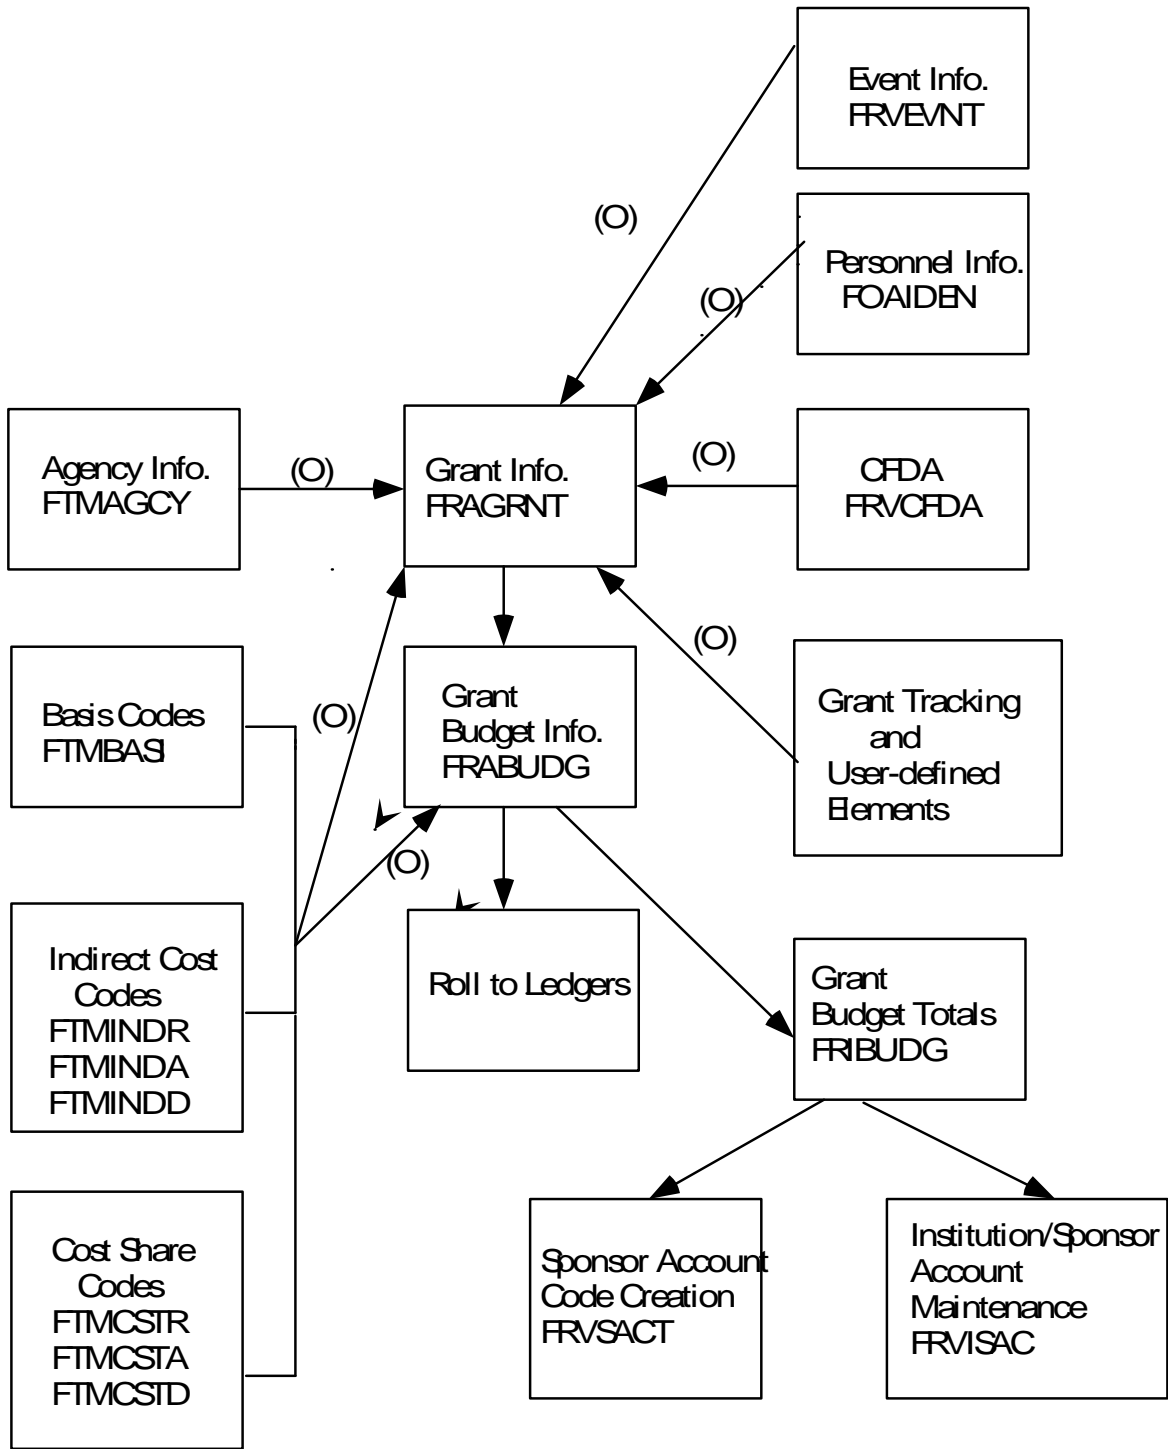 Event Info.
FRVEVNT
(O)
Personnel Info.
FOAIDEN
(O)
Agency Info.
FTMAGCY
(O)
Grant Info.
FRAGRNT
(O)
CFDA
FRVCFDA
Basis Codes
FTMBASI
(O)
Grant
Budget Info.
FRABUDG
(O)
Grant Tracking
and
User-defined
Elements
(O)
Indirect Cost
Codes
FTMINDR
FTMINDA
FTMINDD
Roll to Ledgers
Grant
Budget Totals
FRIBUDG
Cost Share
Codes
FTMCSTR
FTMCSTA
FTMCSTD
Sponsor Account
Code Creation
FRVSACT
Institution/Sponsor
Account
Maintenance
FRVISAC